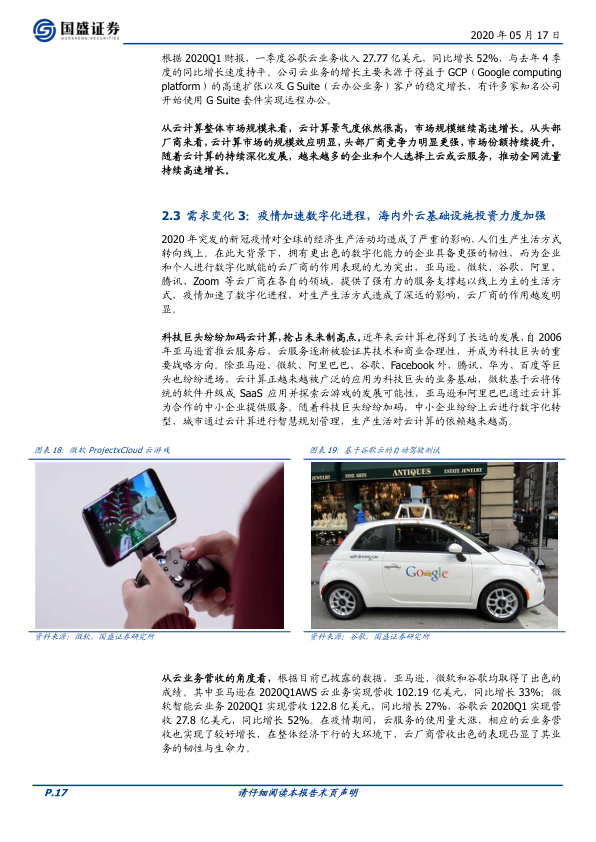 国盛证券
GUOSHENG SECURITIES
2020 年 05 月 17 日
根据 2020Q1 财报，一季度谷歌云业务收入 27.77 亿美元，同比增长 52%，与去年 4 季
度的同比增长速度持平。公司云业务的增长主要来源于得益于 GCP（Google computing
platform）的高速扩张以及 G Suite（云办公业务）客户的稳定增长，有许多家知名公司
开始使用 G Suite 套件实现远程办公。
从云计算整体市场规模来看，云计算景气度依然很高，市场规模继续高速增长。从头部
厂商来看，云计算市场的规模效应明显，头部厂商竞争力明显更强，市场份额持续提升。
随着云计算的持续深化发展，越来越多的企业和个人选择上云或云服务，推动全网流量
持续高速增长。
2.3 需求变化 3：疫情加速数字化进程，海内外云基础设施投资力度加强
2020 年突发的新冠疫情对全球的经济生产活动均造成了严重的影响，人们生产生活方式
转向线上。在此大背景下，拥有更出色的数字化能力的企业具备更强的韧性，而为企业
和个人进行数字化赋能的云厂商的作用表现的尤为突出，亚马逊、微软、谷歌、阿里、
腾讯、Zoom 等云厂商在各自的领域，提供了强有力的服务支撑起以线上为主的生活方
式，疫情加速了数字化进程，对生产生活方式造成了深远的影响，云厂商的作用越发明
显。
科技巨头纷纷加码云计算，抢占未来制高点。近年来云计算也得到了长远的发展，自 2006
年亚马逊首推云服务后，云服务逐渐被验证其技术和商业合理性，并成为科技巨头的重
要战略方向。除亚马逊、微软、阿里巴巴、谷歌、Facebook 外，腾讯、华为、百度等巨
头也纷纷进场，云计算正越来越被广泛的应用为科技巨头的业务基础，微软基于云将传
统的软件升级成 SaaS 应用并探索云游戏的发展可能性，亚马逊和阿里巴巴通过云计算
为合作的中小企业提供服务。随着科技巨头纷纷加码，中小企业纷纷上云进行数字化转
型，城市通过云计算进行智慧规划管理，生产生活对云计算的依赖越来越高。
图表 18：微软 ProjectxCloud 云游戏
图表 19：基于谷歌云的自动驾驶测试
JEWELRY FINE ARTS ANTIQUES ESTATE JEWELRY
self-driving car
Google
资料来源：微软，国盛证券研究所
资料来源：谷歌，国盛证券研究所
从云业务营收的角度看，根据目前已披露的数据，亚马逊、微软和谷歌均取得了出色的
成绩。其中亚马逊在 2020Q1AWS 云业务实现营收 102.19 亿美元，同比增长 33%；微
软智能云业务 2020Q1 实现营收 122.8 亿美元，同比增长 27%，谷歌云 2020Q1 实现营
收 27.8 亿美元，同比增长 52%。在疫情期间，云服务的使用量大涨，相应的云业务营
收也实现了较好增长，在整体经济下行的大环境下，云厂商营收出色的表现凸显了其业
务的韧性与生命力。
P.17
请仔细阅读本报告末页声明